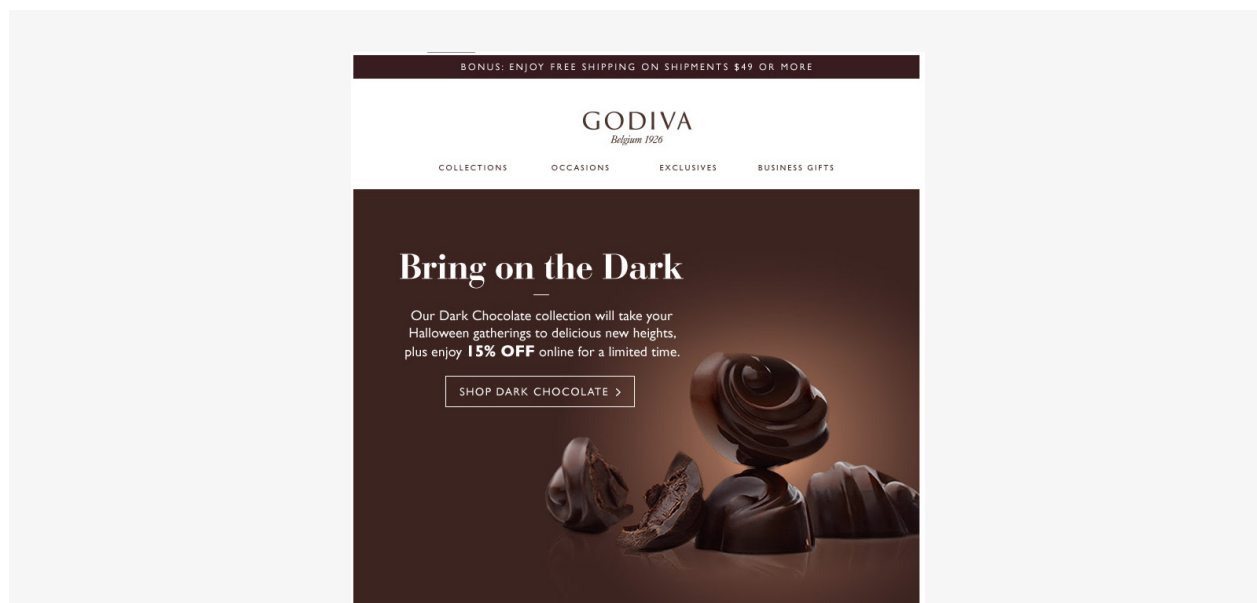 BONUS: ENJOY FREE SHIPPING ON SHIPMENTS $49 OR MORE
GODIVA
Belgium 1926
COLLECTIONS OCCASIONS EXCLUSIVES BUSINESS GIFTS
Bring on the Dark
Our Dark Chocolate collection will take your
Halloween gatherings to delicious new heights,
plus enjoy 15% OFF online for a limited time.
SHOP DARK CHOCOLATE >